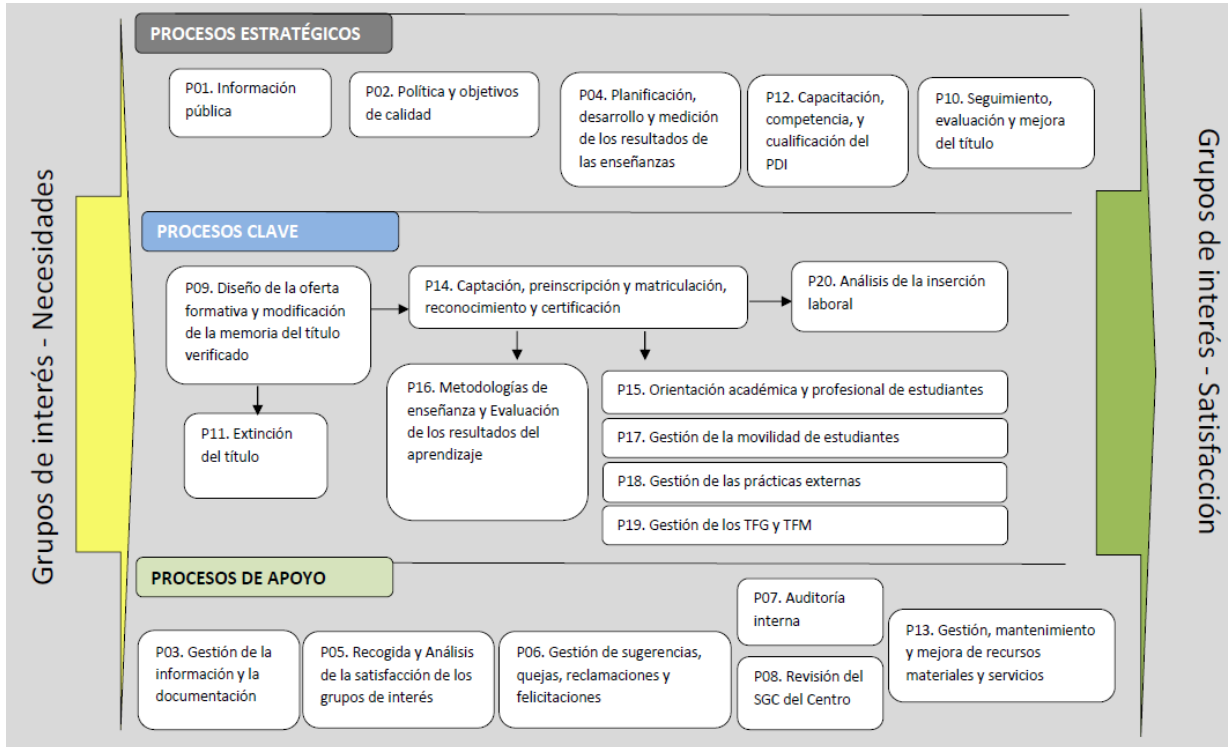 Grupos de interés - Necesidades
PROCESOS ESTRATÉGICOS
P01. Información
pública
P02. Política y objetivos
de calidad
P04. Planificación,
desarrollo y medición
de los resultados de
las enseñanzas
P12. Capacitación,
competencia, y
cualificación del
PDI
P10. Seguimiento,
evaluación y mejora
del título
PROCESOS CLAVE
P09. Diseño de la oferta
formativa y modificación
de la memoria del título
verificado
P14. Captación, preinscripción y matriculación,
reconocimiento y certificación
P20. Análisis de la inserción
laboral
P11. Extinción
del título
P16. Metodologías de
enseñanza y Evaluación
de los resultados del
aprendizaje
P15. Orientación académica y profesional de estudiantes
P17. Gestión de la movilidad de estudiantes
P18. Gestión de las prácticas externas
P19. Gestión de los TFG y TFM
PROCESOS DE APOYO
P03. Gestión de la
información y la
documentación
P05. Recogida y Análisis
de la satisfacción de los
grupos de interés
P06. Gestión de sugerencias,
quejas, reclamaciones y
felicitaciones
P07. Auditoría
interna
P08. Revisión del
SGC del Centro
P13. Gestión, mantenimiento
y mejora de recursos
materiales y servicios
Grupos de interés - Satisfacción